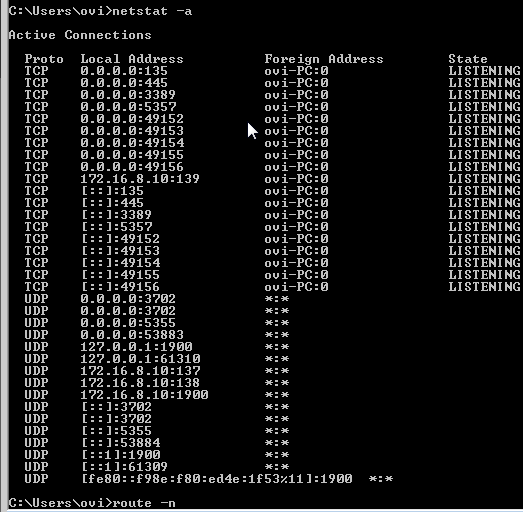 C:\Users\ovi>netstat -a
Active Connections
Proto Local Address Foreign Address State
TCP 0.0.0.0:135 ovi-PC:0 LISTENING
TCP 0.0.0.0:445 ovi-PC:0 LISTENING
TCP 0.0.0.0:3389 ovi-PC:0 LISTENING
TCP 0.0.0.0:5357 ovi-PC:0 LISTENING
TCP 0.0.0.0:49152 ovi-PC:0 LISTENING
TCP 0.0.0.0:49153 ovi-PC:0 LISTENING
TCP 0.0.0.0:49154 ovi-PC:0 LISTENING
TCP 0.0.0.0:49155 ovi-PC:0 LISTENING
TCP 0.0.0.0:49156 ovi-PC:0 LISTENING
TCP 172.16.8.10:139 ovi-PC:0 LISTENING
TCP [::]:135 ovi-PC:0 LISTENING
TCP [::]:445 ovi-PC:0 LISTENING
TCP [::]:3389 ovi-PC:0 LISTENING
TCP [::]:5357 ovi-PC:0 LISTENING
TCP [::]:49152 ovi-PC:0 LISTENING
TCP [::]:49153 ovi-PC:0 LISTENING
TCP [::]:49154 ovi-PC:0 LISTENING
TCP [::]:49155 ovi-PC:0 LISTENING
TCP [::]:49156 ovi-PC:0 LISTENING
UDP 0.0.0.0:3702 *:*
UDP 0.0.0.0:3702 *:*
UDP 0.0.0.0:5355 *:*
UDP 0.0.0.0:53883 *:*
UDP 127.0.0.1:1900 *:*
UDP 127.0.0.1:61310 *:*
UDP 172.16.8.10:137 *:*
UDP 172.16.8.10:138 *:*
UDP 172.16.8.10:1900 *:*
UDP [::]:3702 *:*
UDP [::]:3702 *:*
UDP [::]:5355 *:*
UDP [::]:53884 *:*
UDP [::1]:1900 *:*
UDP [::1]:61309 *:*
UDP [fe80::f98e:f80:ed4e:1f53%11]:1900 *:*
C:\Users\ovi>route -n